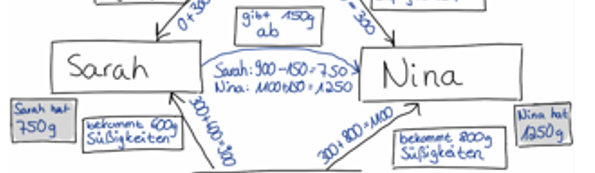 0+300
=300
gibt 150g
ab
Sarah
Sarah: 900-150=750
Nina: 1100+150=1250
Nina
Sarah hat
750g
bekommt 600g
Süßigkeiten
300+600=900
300+800=1100
bekommt 800g
Süßigkeiten
Nina hat
1250g